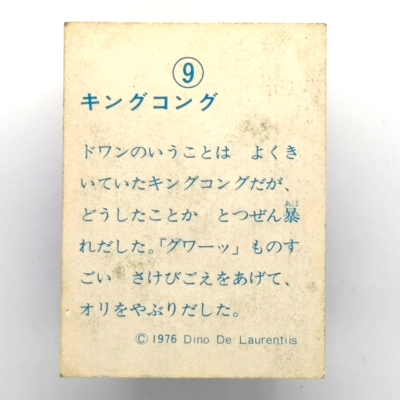 ⑨
キングコング
ドワンのいうことは　よくき
いていたキングコングだが、
どうしたことか　とつぜん暴
れだした。「グワーッ」ものす
ごい　さけびごえをあげて、
オリをやぶりだした。
© 1976 Dino De Laurentiis